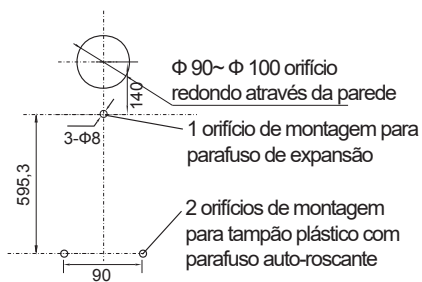 Φ 90~ Φ 100 orifício
redondo através da parede
140
3-Φ8
1 orifício de montagem para
parafuso de expansão
595,3
2 orifícios de montagem
para tampão plástico com
parafuso auto-roscante
90